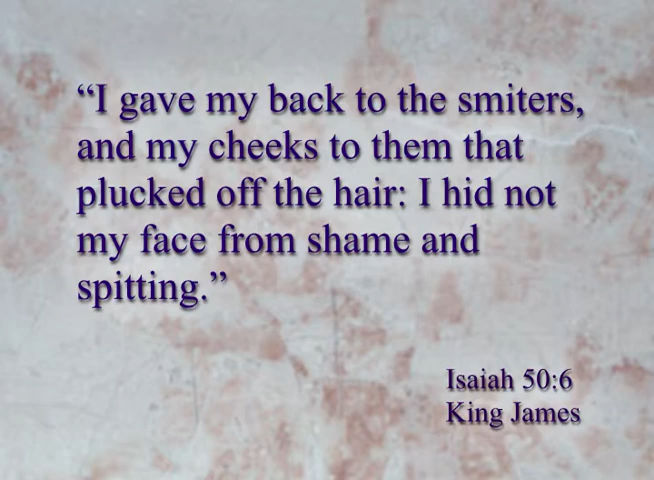 “I gave my back to the smiters,
and my cheeks to them that
plucked off the hair: I hid not
my face from shame and
spitting.”
Isaiah 50:6
King James